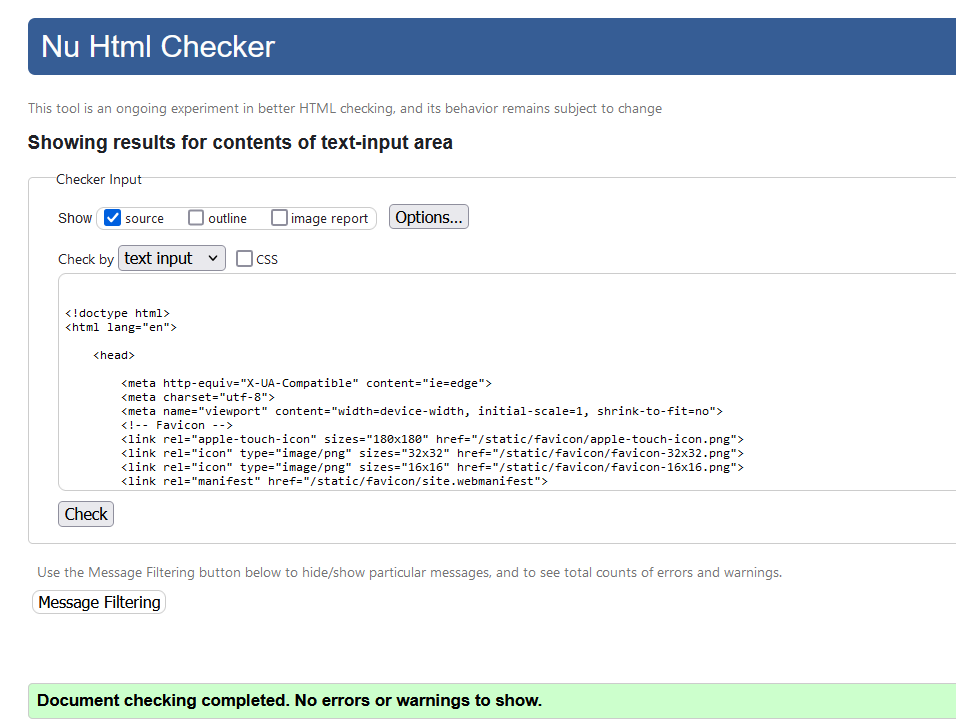 Nu Html Checker
This tool is an ongoing experiment in better HTML checking, and its behavior remains subject to change
Showing results for contents of text-input area
Checker Input
Show source outline image report Options...
Check by text input CSS
<!doctype html>
<html lang="en">
<head>
<meta http-equiv="X-UA-Compatible" content="ie=edge">
<meta charset="utf-8">
<meta name="viewport" content="width=device-width, initial-scale=1, shrink-to-fit=no">
<!-- Favicon -->
<link rel="apple-touch-icon" sizes="180x180" href="/static/favicon/apple-touch-icon.png">
<link rel="icon" type="image/png" sizes="32x32" href="/static/favicon/favicon-32x32.png">
<link rel="icon" type="image/png" sizes="16x16" href="/static/favicon/favicon-16x16.png">
<link rel="manifest" href="/static/favicon/site.webmanifest">
Check
Use the Message Filtering button below to hide/show particular messages, and to see total counts of errors and warnings.
Message Filtering
Document checking completed. No errors or warnings to show.